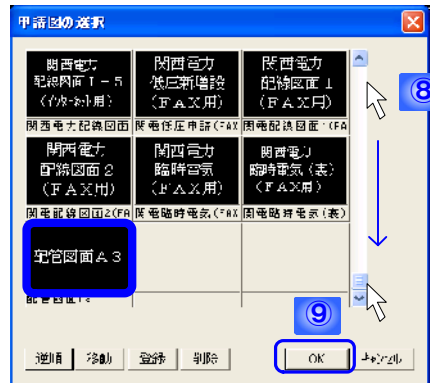 申請図の選択
関西電力
配線図面1-5
(インターネット用)
関西電力
低圧新増設
(FAX用)
関西電力
配線図面1
(FAX用)
⑧
関西電力配線図面
関電低圧申請(FAX
関電配線図面1(FA
関西電力
配線図面2
(FAX用)
関西電力
臨時電気
(FAX用)
関西電力
臨時電気(表)
(FAX用)
関電配線図面2(FA
関電臨時電気(FAX
関電臨時電気(表)
配管図面A3
⑨
逆順
移動
登録
削除
OK
キャンセル